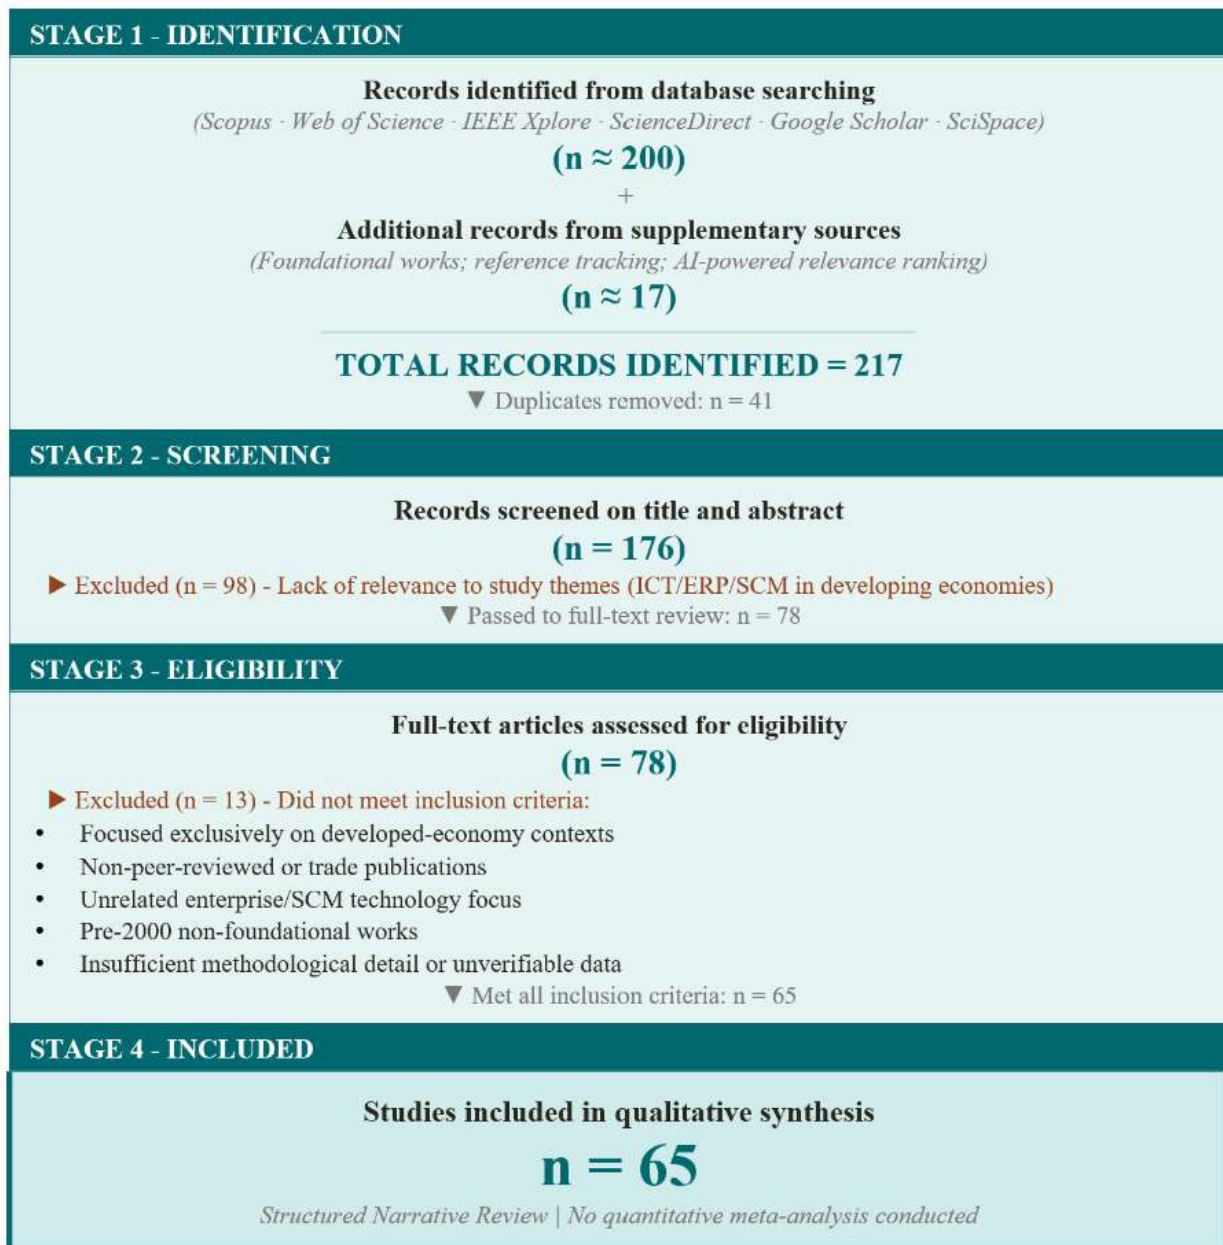 STAGE 1 - IDENTIFICATION
Records identified from database searching
(Scopus · Web of Science · IEEE Xplore · ScienceDirect · Google Scholar · SciSpace)
(n ≈ 200)
+
Additional records from supplementary sources
(Foundational works; reference tracking; AI-powered relevance ranking)
(n ≈ 17)
TOTAL RECORDS IDENTIFIED = 217
▼ Duplicates removed: n = 41
STAGE 2 - SCREENING
Records screened on title and abstract
(n = 176)
► Excluded (n = 98) - Lack of relevance to study themes (ICT/ERP/SCM in developing economies)
▼ Passed to full-text review: n = 78
STAGE 3 - ELIGIBILITY
Full-text articles assessed for eligibility
(n = 78)
► Excluded (n = 13) - Did not meet inclusion criteria:
• Focused exclusively on developed-economy contexts
• Non-peer-reviewed or trade publications
• Unrelated enterprise/SCM technology focus
• Pre-2000 non-foundational works
• Insufficient methodological detail or unverifiable data
▼ Met all inclusion criteria: n = 65
STAGE 4 - INCLUDED
Studies included in qualitative synthesis
n = 65
Structured Narrative Review | No quantitative meta-analysis conducted